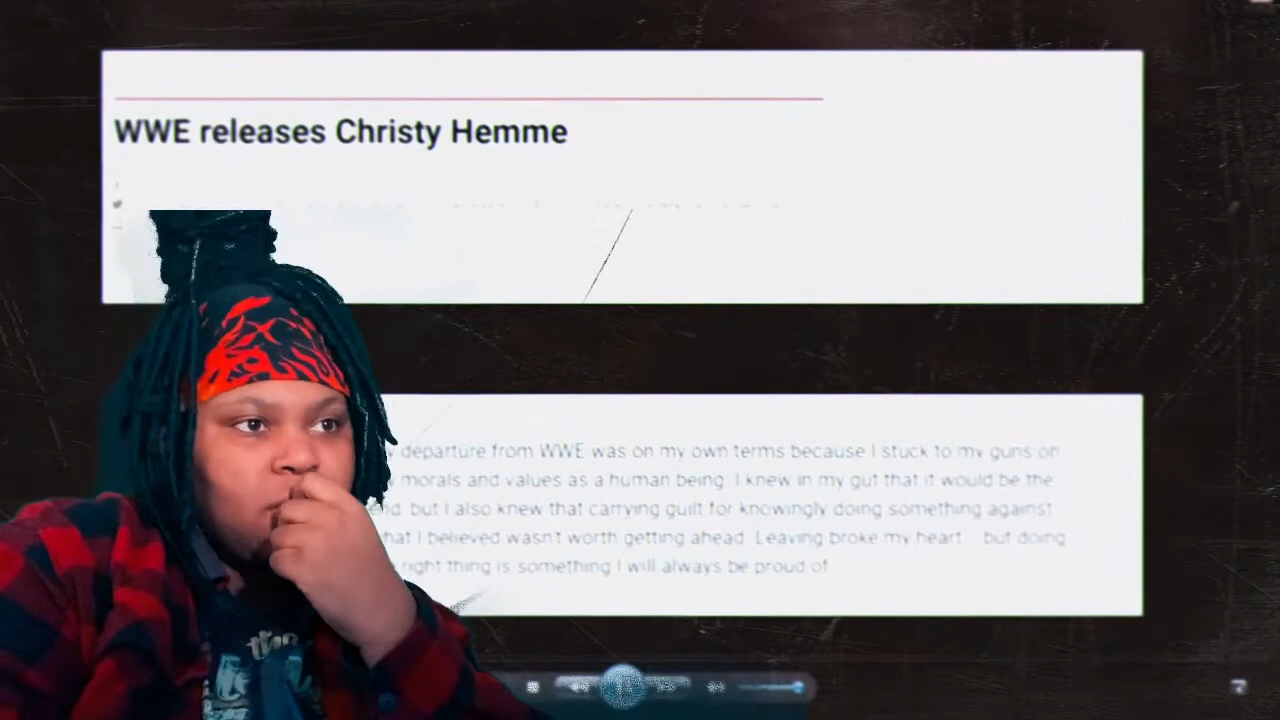 WWE releases Christy Hemme
departure from WWE was on my own terms because I stuck to my guns on
morals and values as a human being. I knew in my gut that it would be the
but I also knew that carrying guilt for knowingly doing something against
I believed wasn't worth getting ahead. Leaving broke my heart... but doing
right thing is something I will always be proud of